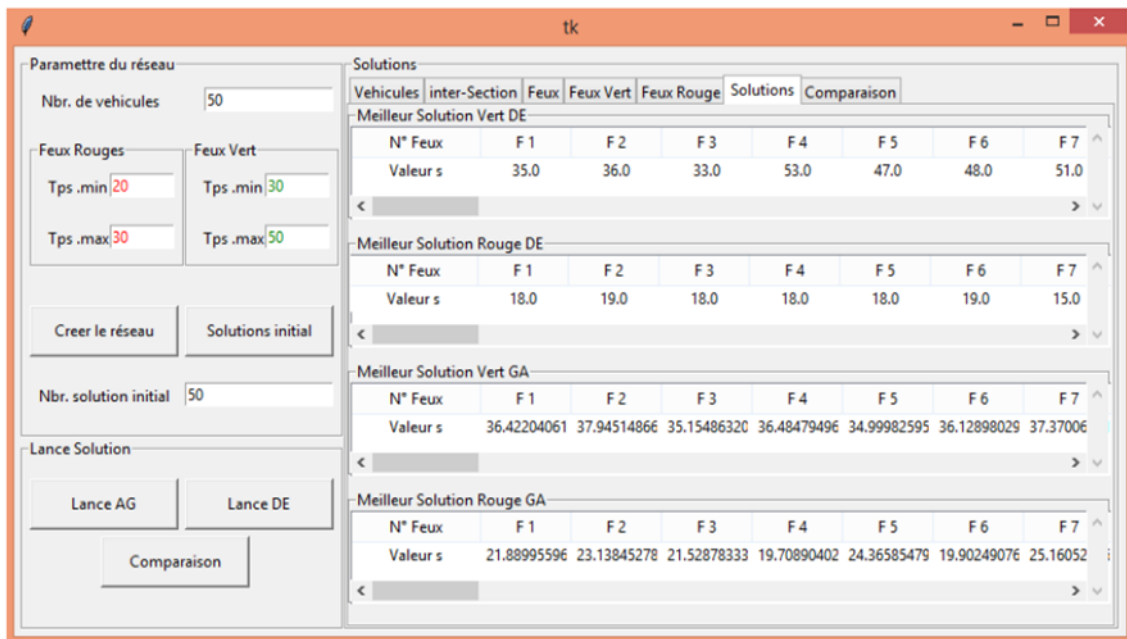 tk
Paramettre du réseau
Nbr. de vehicules 50
Feux Rouges
Tps .min 20
Tps .max 30
Feux Vert
Tps .min 30
Tps .max 50
Creer le réseau
Solutions initial
Nbr. solution initial 50
Lance Solution
Lance AG
Lance DE
Comparaison
Solutions
Vehicules inter-Section Feux Feux Vert Feux Rouge Solutions Comparaison
Meilleur Solution Vert DE
N° Feux F 1 F 2 F 3 F 4 F 5 F 6 F 7
Valeur s 35.0 36.0 33.0 53.0 47.0 48.0 51.0
Meilleur Solution Rouge DE
N° Feux F 1 F 2 F 3 F 4 F 5 F 6 F 7
Valeur s 18.0 19.0 18.0 18.0 18.0 19.0 15.0
Meilleur Solution Vert GA
N° Feux F 1 F 2 F 3 F 4 F 5 F 6 F 7
Valeur s 36.42204061 37.94514866 35.15486320 36.48479496 34.99982595 36.12898029 37.37006
Meilleur Solution Rouge GA
N° Feux F 1 F 2 F 3 F 4 F 5 F 6 F 7
Valeur s 21.88995596 23.13845278 21.52878333 19.70890402 24.36585479 19.90249076 25.16052